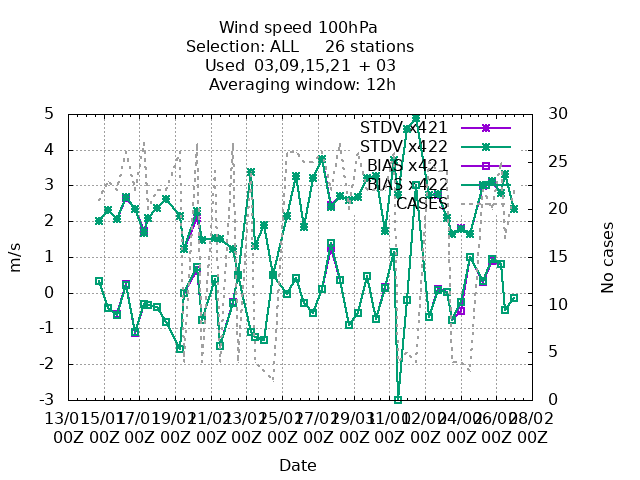 Wind speed 100hPa
Selection: ALL 26 stations
Used 03,09,15,21 + 03
Averaging window: 12h
5
4
3
2
1
0
-1
-2
-3
30
25
20
15
10
5
0
m/s
No cases
STDV x421
STDV x422
BIAS x421
BIAS x422
CASES
13/01 15/01 17/01 19/01 21/01 23/01 25/01 27/01 29/01 31/01 02/02 04/02 06/02 08/02
00Z 00Z 00Z 00Z 00Z 00Z 00Z 00Z 00Z 00Z 00Z 00Z 00Z 00Z
Date